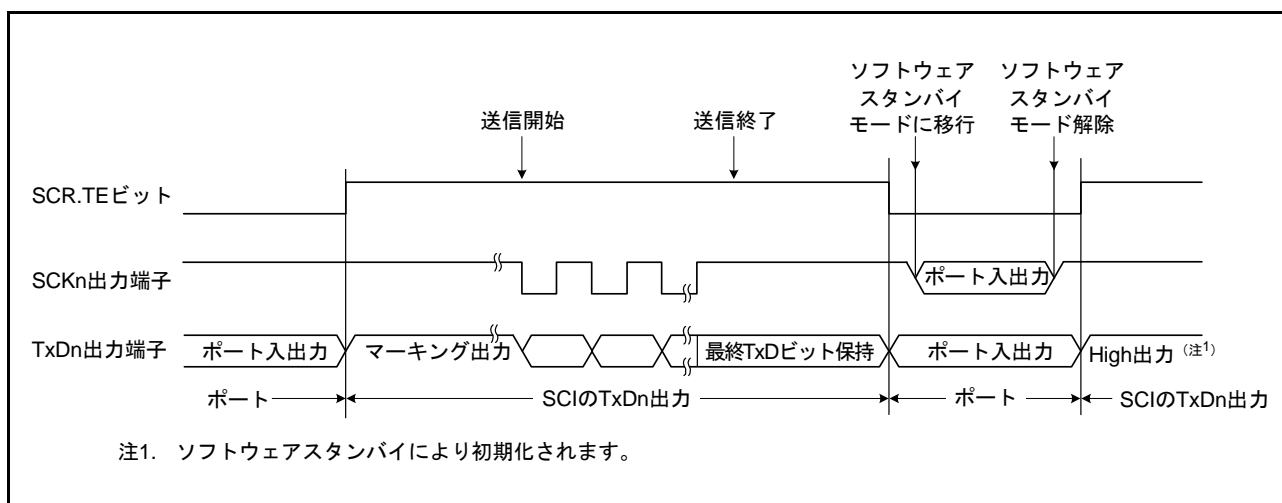 ソフトウェア
スタンバイ
モードに移行
ソフトウェア
スタンバイ
モード解除
送信開始
送信終了
SCR.TEビット
SCKn出力端子
ポート入出力
TxDn出力端子
ポート入出力
マーキング出力
最終TxDビット保持
ポート入出力
High出力(注1)
ポート
SCIのTxDn出力
ポート
SCIのTxDn出力
注1. ソフトウェアスタンバイにより初期化されます。